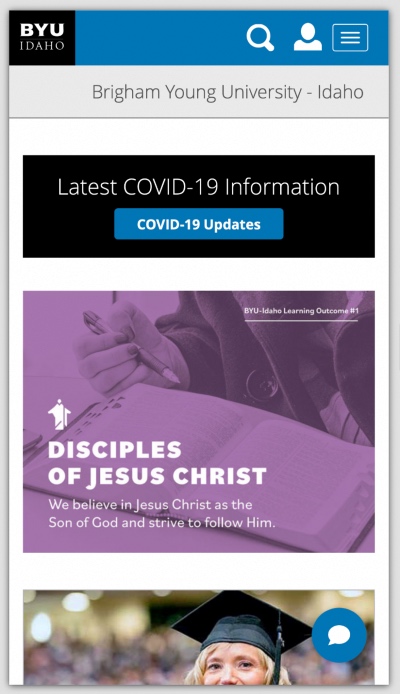 BYU
IDAHO
Brigham Young University - Idaho
Latest COVID-19 Information
COVID-19 Updates
BYU-Idaho Learning Outcome #1
DISCIPLES
OF JESUS CHRIST
We believe in Jesus Christ as the
Son of God and strive to follow Him.